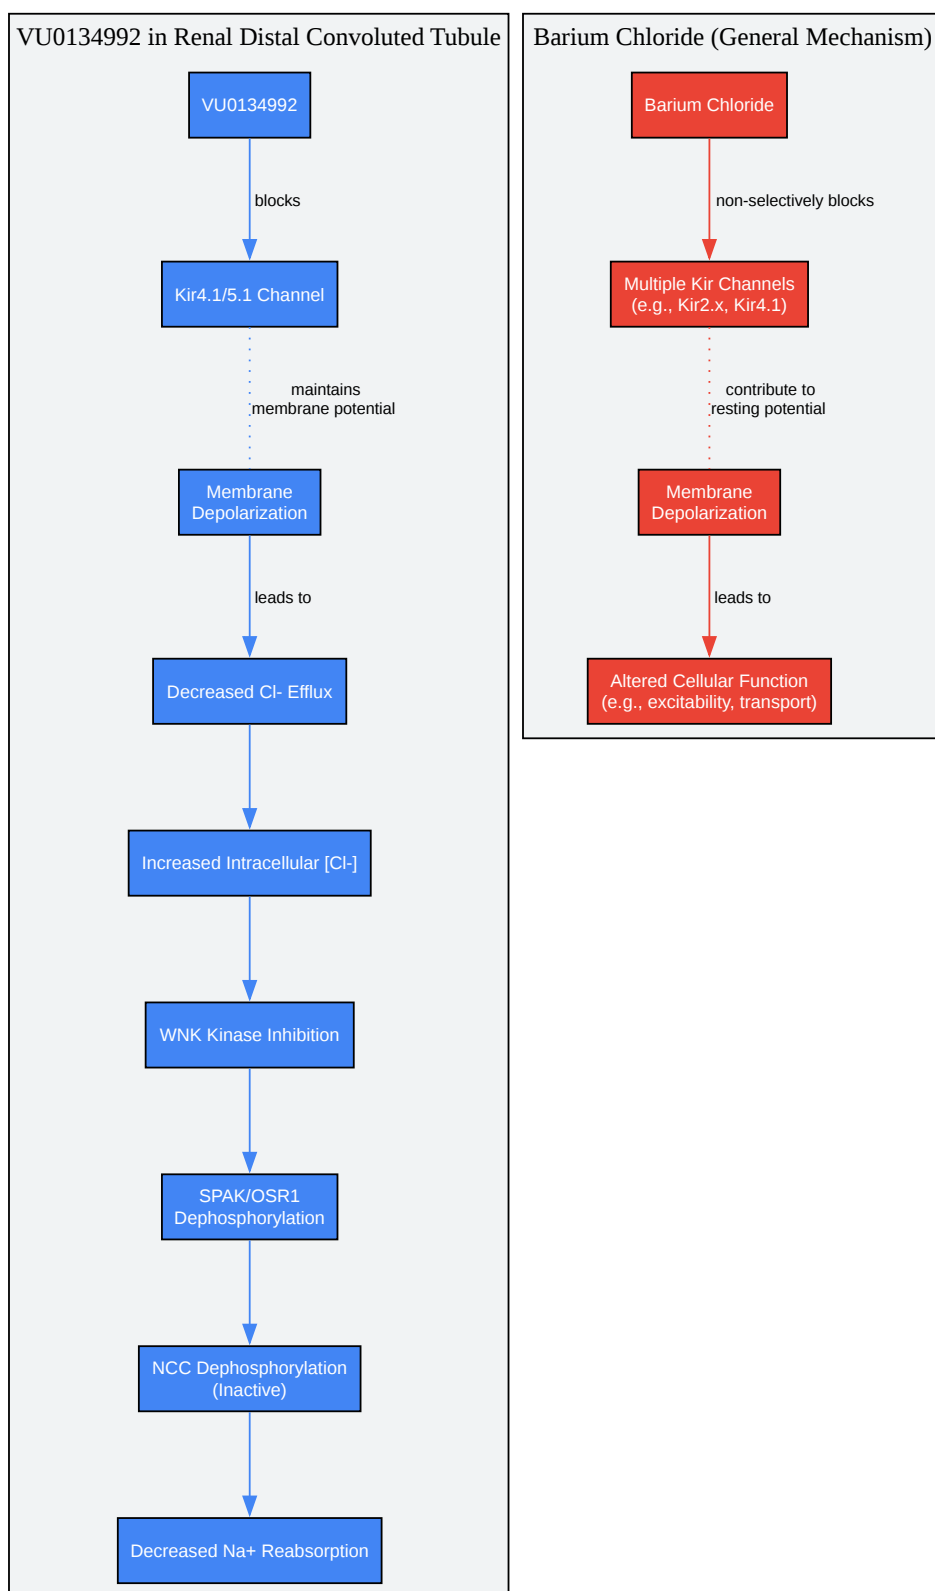 VU0134992 in Renal Distal Convoluted Tubule
VU0134992
blocks
Kir4.1/5.1 Channel
maintains
membrane potential
Membrane
Depolarization
leads to
Decreased Cl- Efflux
Increased Intracellular [Cl-]
WNK Kinase Inhibition
SPAK/OSR1
Dephosphorylation
NCC Dephosphorylation
(Inactive)
Decreased Na+ Reabsorption
Barium Chloride (General Mechanism)
Barium Chloride
non-selectively blocks
Multiple Kir Channels
(e.g., Kir2.x, Kir4.1)
contribute to
resting potential
Membrane
Depolarization
leads to
Altered Cellular Function
(e.g., excitability, transport)